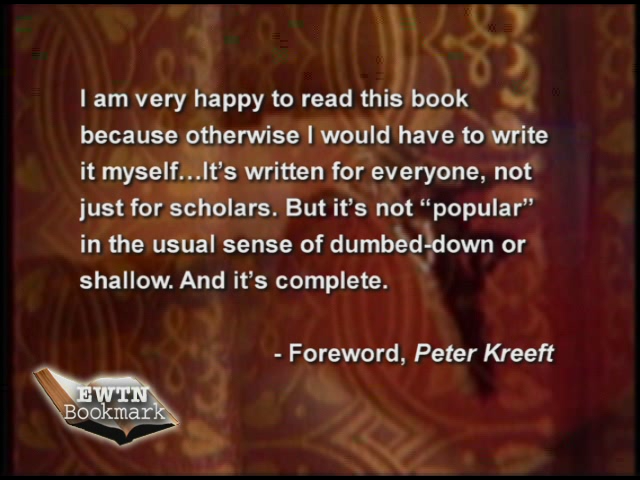 I am very happy to read this book
because otherwise I would have to write
it myself…It’s written for everyone, not
just for scholars. But it’s not “popular”
in the usual sense of dumbed-down or
shallow. And it’s complete.
- Foreword, Peter Kreeft
EWTN
Bookmark